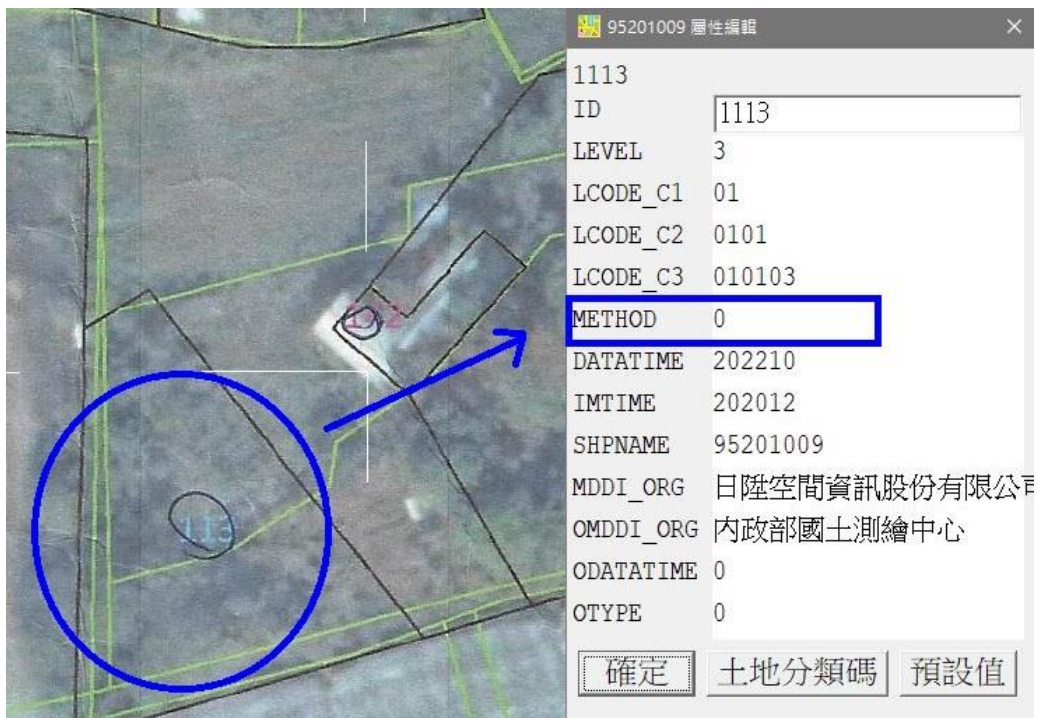 95201009 屬性編輯
1113
ID 1113
LEVEL 3
LCODE_C1 01
LCODE_C2 0101
LCODE_C3 010103
METHOD 0
DATATIME 202210
IMTIME 202012
SHPNAME 95201009
MDDI_ORG 日陞空間資訊股份有限公司
OMDDI_ORG 內政部國土測繪中心
ODATATIME 0
OTYPE 0
確定 土地分類碼 預設值
113